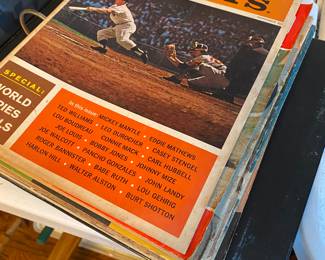 SPECIAL!
WORLD
In this issue: MICKEY MANTLE • EDDIE MATHEWS
TED WILLIAMS • LEO DUROCHER • CASEY STENGEL
LOU BOUDREAU • CONNIE MACK • CARL HUBBELL
JOE LOUIS • BOBBY JONES • JOHNNY MIZE
JOE WALCOTT • PANCHO GONZALES • JOHN LANDY
ROGER BANNISTER • BABE RUTH • LOU GEHRIG
HARLON HILL • WALTER ALSTON • BURT SHOTTON